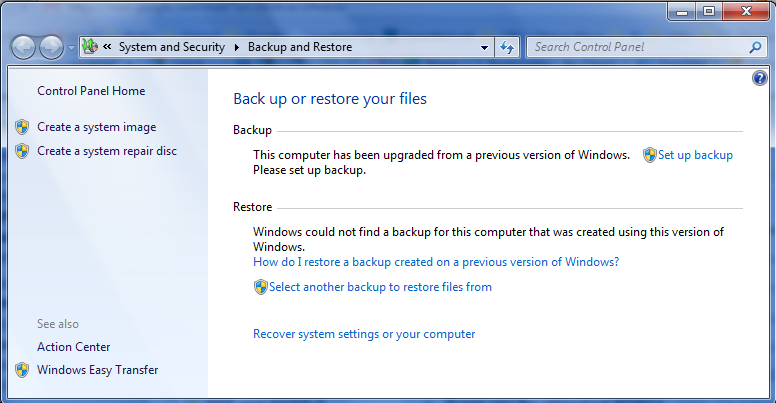 « System and Security Backup and Restore
Search Control Panel
Control Panel Home
Create a system image
Create a system repair disc
See also
Action Center
Windows Easy Transfer
Back up or restore your files
Backup
This computer has been upgraded from a previous version of Windows. Set up backup
Please set up backup.
Restore
Windows could not find a backup for this computer that was created using this version of
Windows.
How do I restore a backup created on a previous version of Windows?
Select another backup to restore files from
Recover system settings or your computer